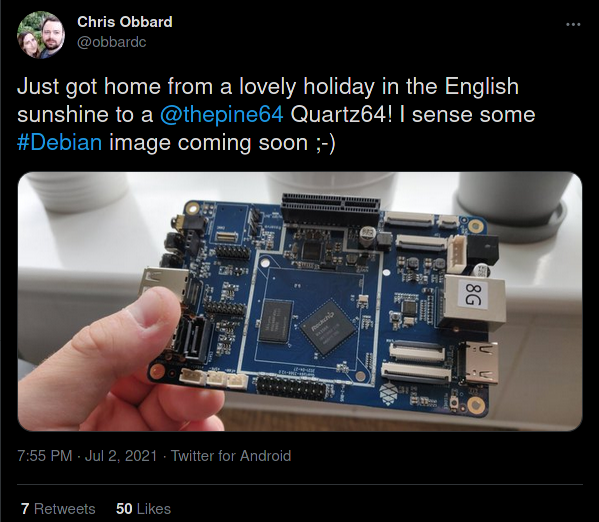 Chris Obbard
@obbardc
Just got home from a lovely holiday in the English
sunshine to a @thepine64 Quartz64! I sense some
#Debian image coming soon ;-)
8G
Rockchip
7:55 PM · Jul 2, 2021 · Twitter for Android
7 Retweets 50 Likes